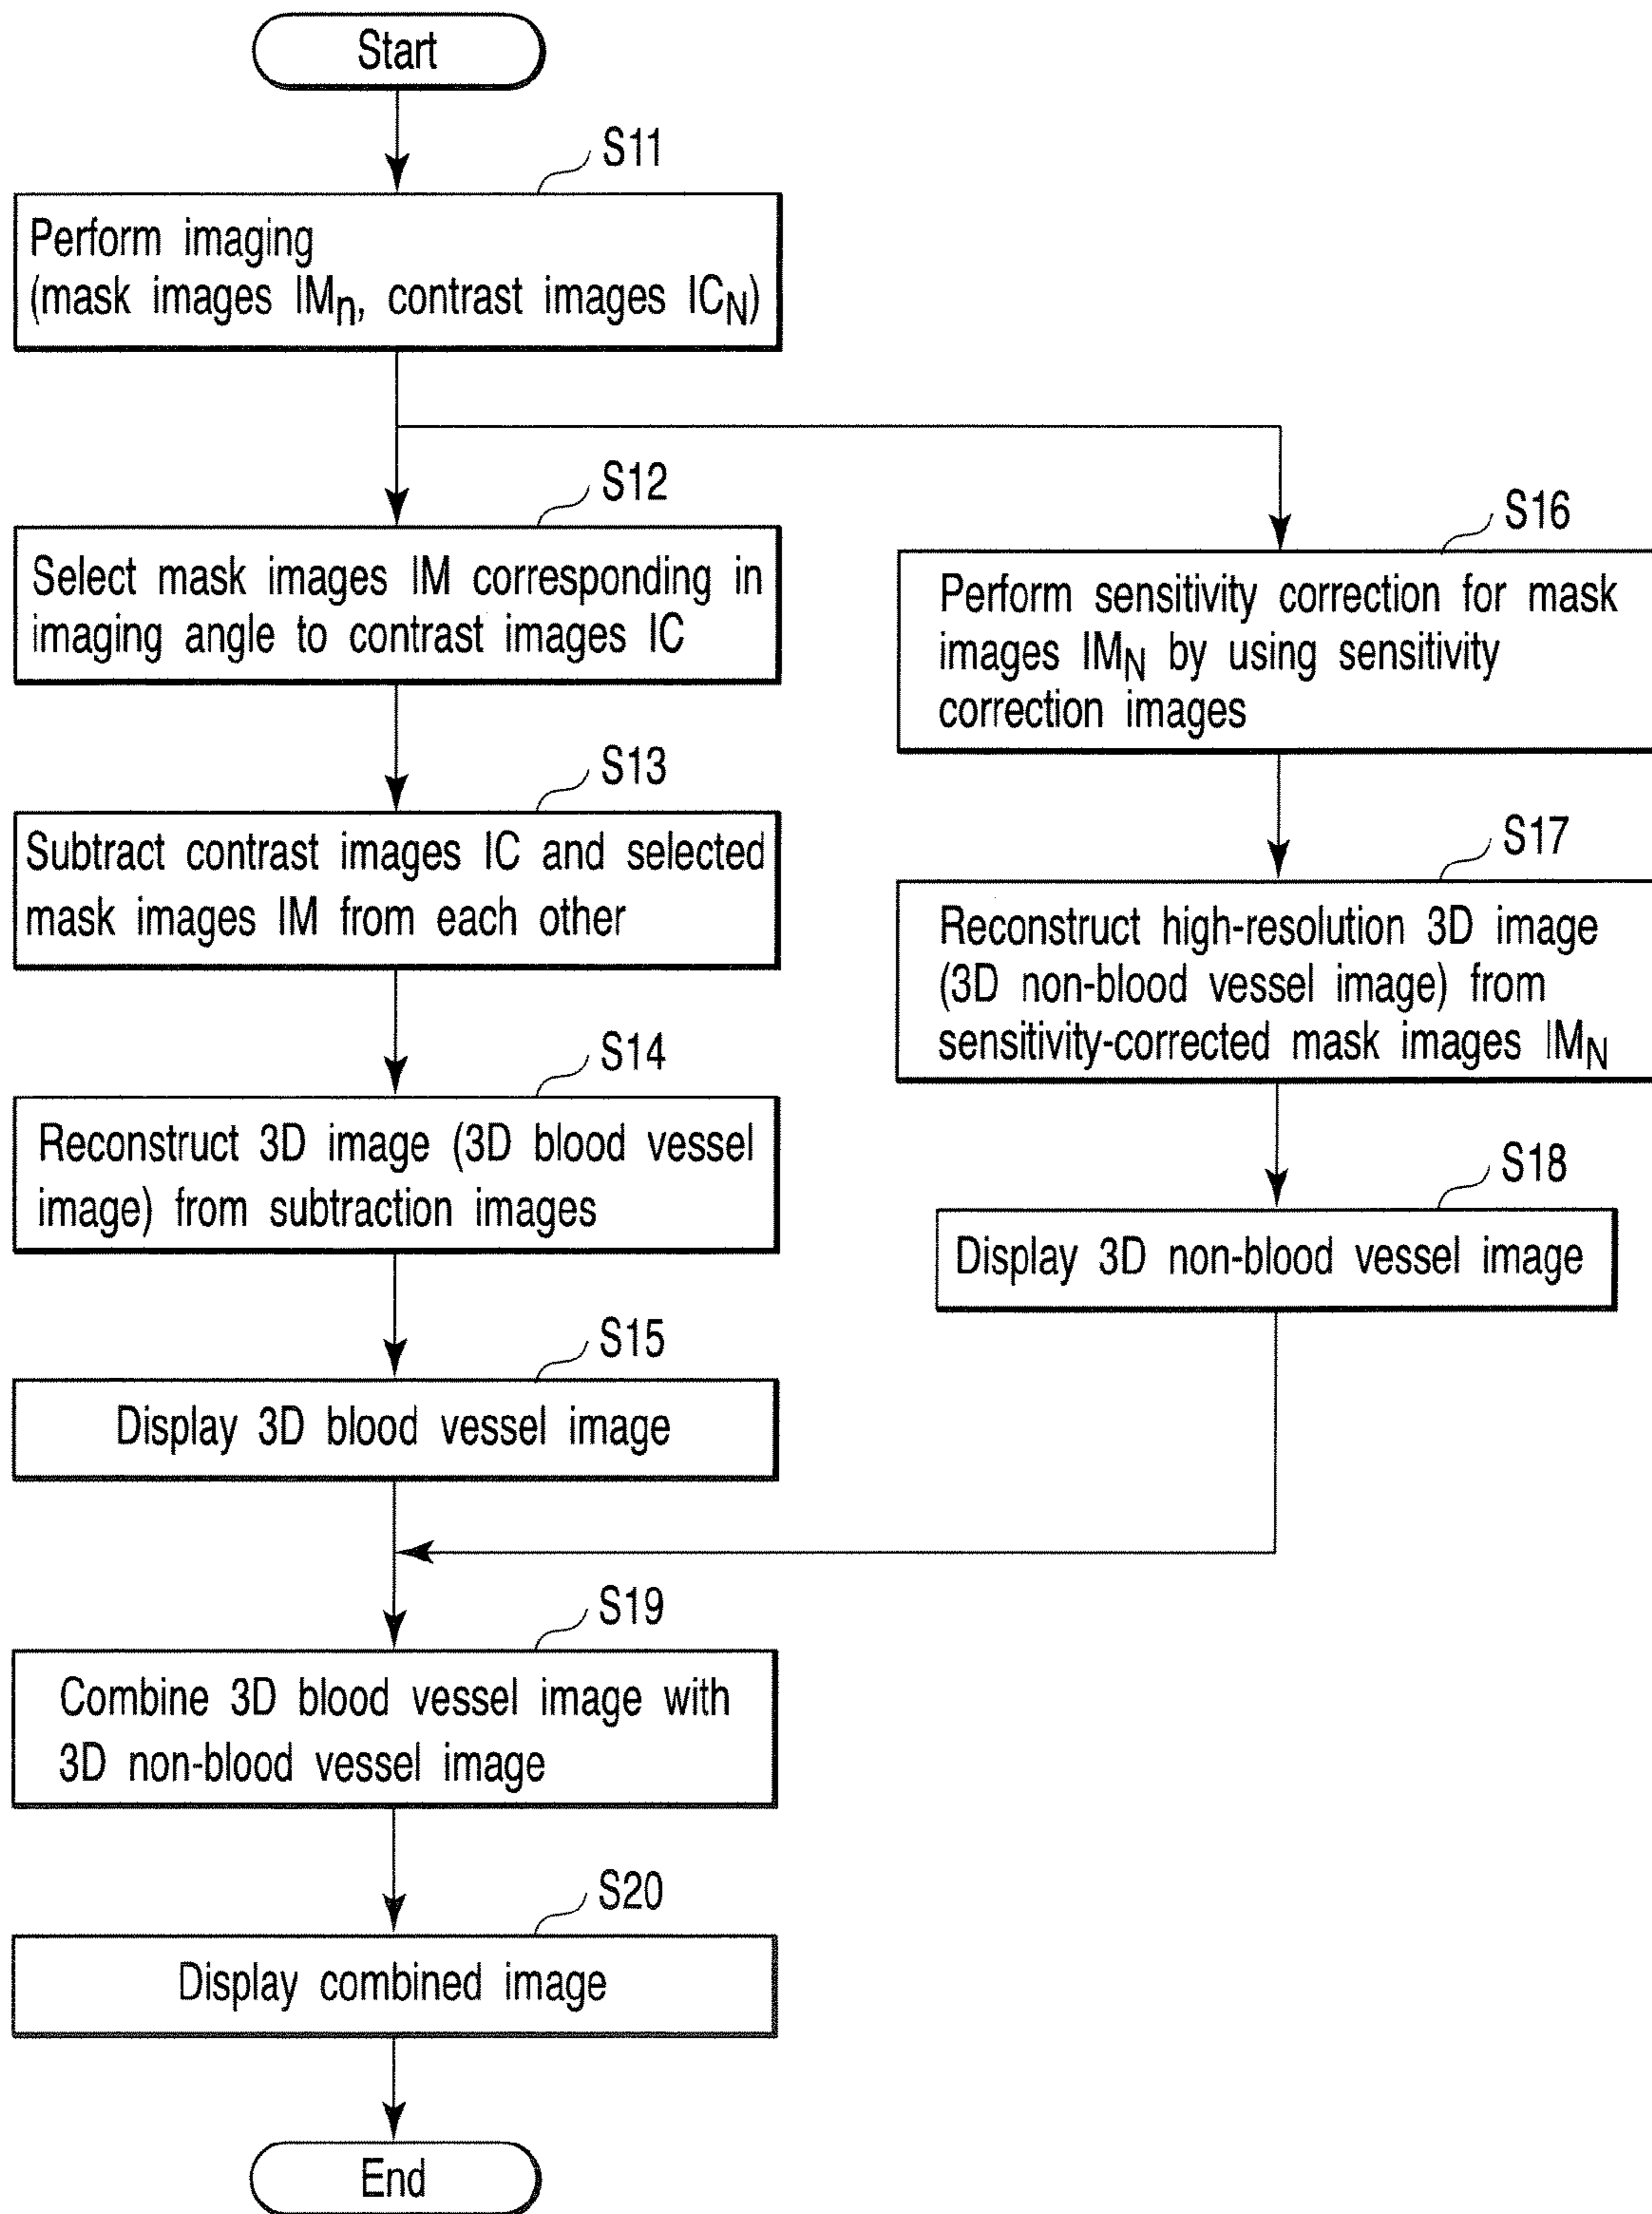 Start
S11
Perform imaging
(mask images IMn, contrast images ICN)
S12
Select mask images IM corresponding in
imaging angle to contrast images IC
S13
Subtract contrast images IC and selected
mask images IM from each other
S14
Reconstruct 3D image (3D blood vessel
image) from subtraction images
S15
Display 3D blood vessel image
S16
Perform sensitivity correction for mask
images IMN by using sensitivity
correction images
S17
Reconstruct high-resolution 3D image
(3D non-blood vessel image) from
sensitivity-corrected mask images IMN
S18
Display 3D non-blood vessel image
S19
Combine 3D blood vessel image with
3D non-blood vessel image
S20
Display combined image
End